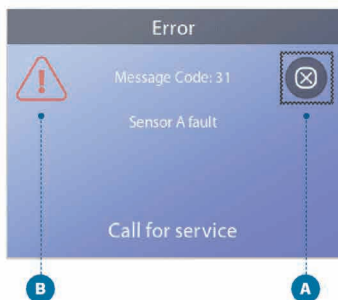 Error
Message Code: 31
Sensor A fault
Call for service
B
A